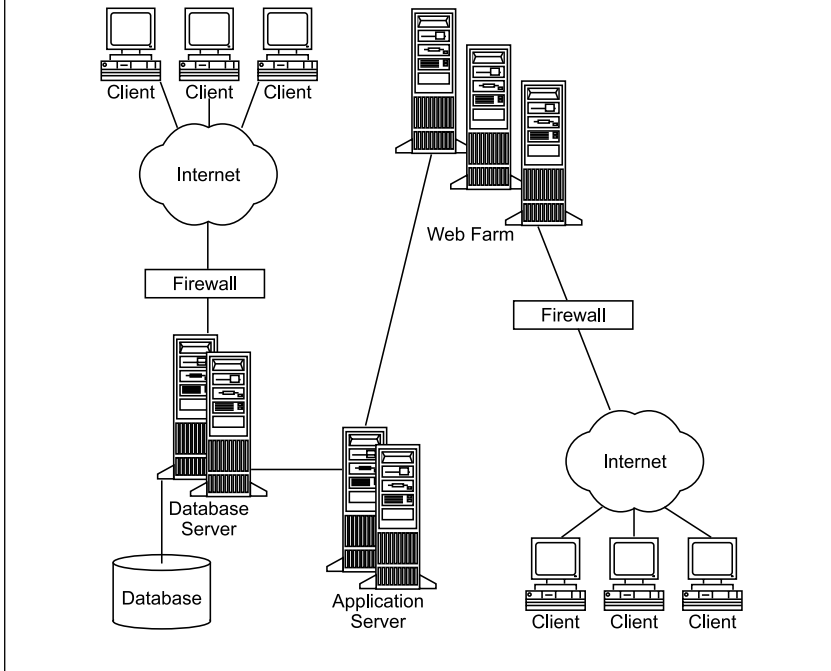 Client Client Client
Internet
Web Farm
Firewall
Firewall
Internet
Database
Server
Database
Application
Server
Client Client Client